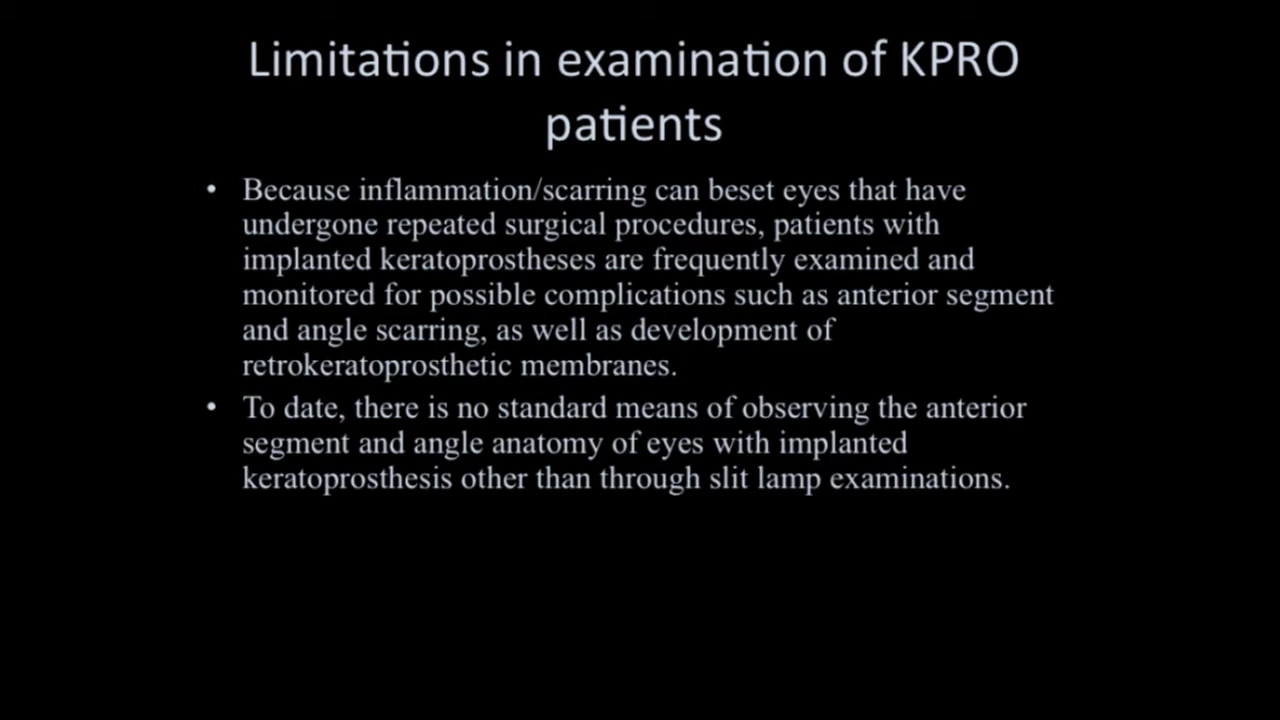 Limitations in examination of KPRO
patients
• Because inflammation/scarring can beset eyes that have
undergone repeated surgical procedures, patients with
implanted keratoprostheses are frequently examined and
monitored for possible complications such as anterior segment
and angle scarring, as well as development of
retrokeratoprosthetic membranes.
• To date, there is no standard means of observing the anterior
segment and angle anatomy of eyes with implanted
keratoprosthesis other than through slit lamp examinations.